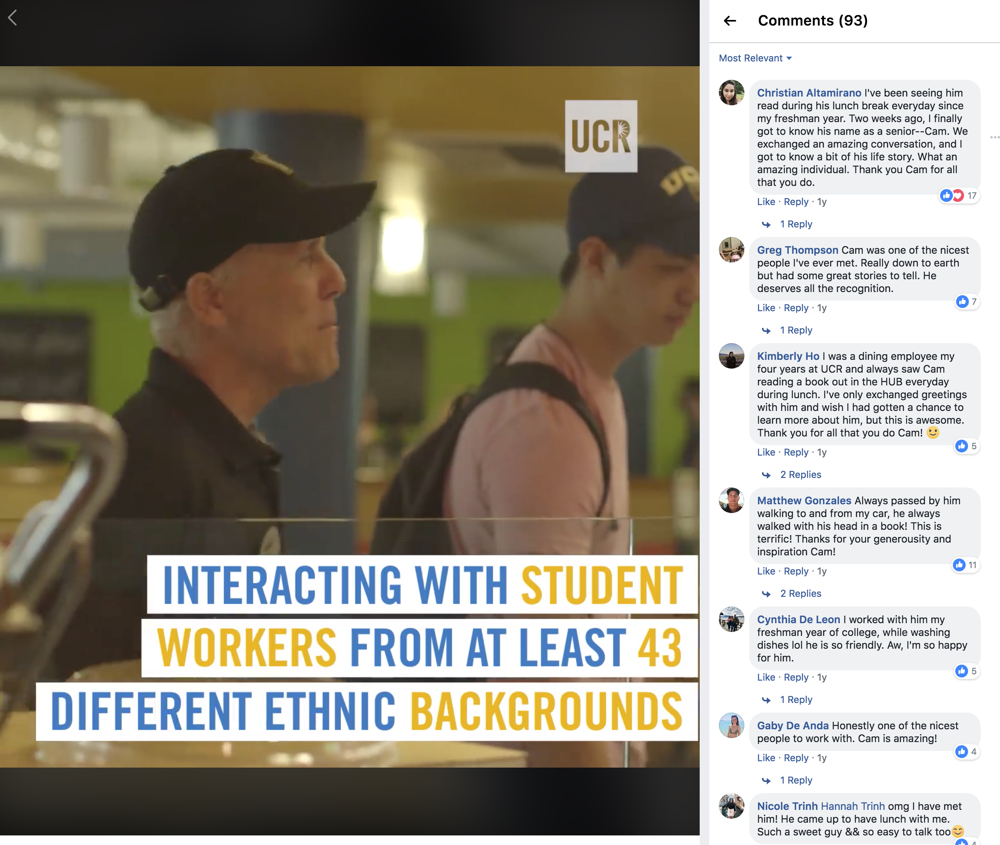 UCR
UC
INTERACTING WITH STUDENT
WORKERS FROM AT LEAST 43
DIFFERENT ETHNIC BACKGROUNDS
Comments (93)
Most Relevant
Christian Altamirano I've been seeing him
read during his lunch break everyday since
my freshman year. Two weeks ago, I finally
got to know his name as a senior--Cam. We
exchanged an amazing conversation, and I
got to know a bit of his life story. What an
amazing individual. Thank you Cam for all
that you do.
17
Like · Reply · 1y
1 Reply
Greg Thompson Cam was one of the nicest
people I've ever met. Really down to earth
but had some great stories to tell. He
deserves all the recognition.
7
Like · Reply · 1y
1 Reply
Kimberly Ho I was a dining employee my
four years at UCR and always saw Cam
reading a book out in the HUB everyday
during lunch. I've only exchanged greetings
with him and wish I had gotten a chance to
learn more about him, but this is awesome.
Thank you for all that you do Cam! 🙂
5
Like · Reply · 1y
2 Replies
Matthew Gonzales Always passed by him
walking to and from my car, he always
walked with his head in a book! This is
terrific! Thanks for your generousity and
inspiration Cam!
11
Like · Reply · 1y
2 Replies
Cynthia De Leon I worked with him my
freshman year of college, while washing
dishes lol he is so friendly. Aw, I'm so happy
for him.
5
Like · Reply · 1y
1 Reply
Gaby De Anda Honestly one of the nicest
people to work with. Cam is amazing!
4
Like · Reply · 1y
1 Reply
Nicole Trinh Hannah Trinh omg I have met
him! He came up to have lunch with me.
Such a sweet guy && so easy to talk too😊
4